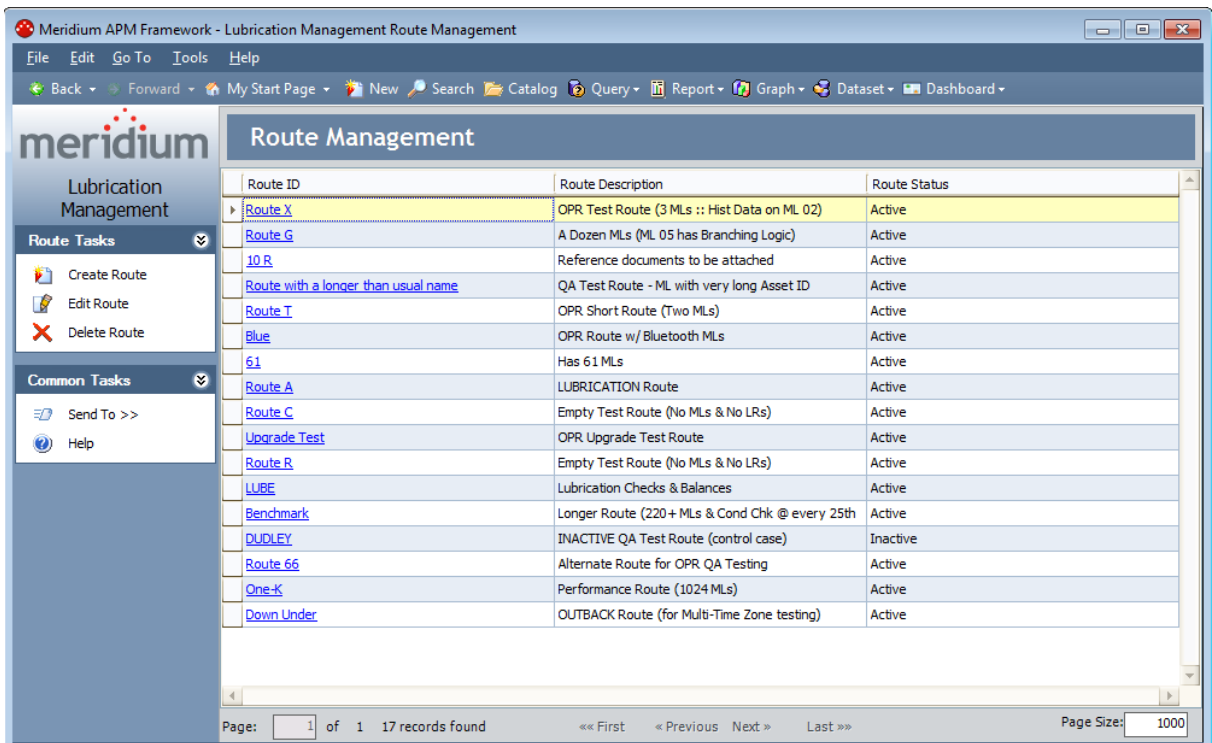 Meridium APM Framework - Lubrication Management Route Management
File Edit Go To Tools Help
Back Forward My Start Page New Search Catalog Query Report Graph Dataset Dashboard
meridium
Lubrication
Management
Route Tasks
Create Route
Edit Route
Delete Route
Common Tasks
Send To >>
Help
Route Management
Route ID Route Description Route Status
Route X OPR Test Route (3 MLs :: Hist Data on ML 02) Active
Route G A Dozen MLs (ML 05 has Branching Logic) Active
10 R Reference documents to be attached Active
Route with a longer than usual name QA Test Route - ML with very long Asset ID Active
Route T OPR Short Route (Two MLs) Active
Blue OPR Route w/ Bluetooth MLs Active
61 Has 61 MLs Active
Route A LUBRICATION Route Active
Route C Empty Test Route (No MLs & No LRs) Active
Upgrade Test OPR Upgrade Test Route Active
Route R Empty Test Route (No MLs & No LRs) Active
LUBE Lubrication Checks & Balances Active
Benchmark Longer Route (220+ MLs & Cond Chk @ every 25th Active
DUDLEY INACTIVE QA Test Route (control case) Inactive
Route 66 Alternate Route for OPR QA Testing Active
One-K Performance Route (1024 MLs) Active
Down Under OUTBACK Route (for Multi-Time Zone testing) Active
Page: 1 of 1 17 records found «« First « Previous Next » Last »» Page Size: 1000